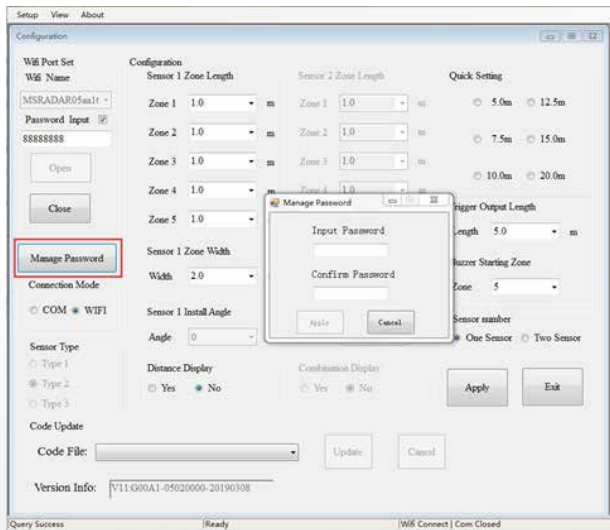 Setup View About
Configuration
Wifi Port Set
Wifi Name
MSRADAR05aa1t
Password Input
88888888
Open
Close
Manage Password
Connection Mode
COM WIFI
Sensor Type
Type 1
Type 2
Type 3
Configuration
Sensor 1 Zone Length
Zone 1 1.0 m
Zone 2 1.0 m
Zone 3 1.0 m
Zone 4 1.0 m
Zone 5 1.0
Sensor 1 Zone Width
Width 2.0
Sensor 1 Install Angle
Angle 0
Distance Display
Yes No
Sensor 2 Zone Length
Zone 1 1.0 m
Zone 2 1.0 m
Zone 3 1.0 m
Zone 4 1.0 m
Combination Display
Yes No
Manage Password
Input Password
Confirm Password
Apply Cancel
Quick Setting
5.0m 12.5m
7.5m 15.0m
10.0m 20.0m
Trigger Output Length
Length 5.0 m
Buzzer Starting Zone
Zone 5
Sensor number
One Sensor Two Sensor
Apply Exit
Code Update
Code File: Update Cancel
Version Info: V11:G00A1-05020000-20190308
Query Success Ready Wifi Connect | Com Closed